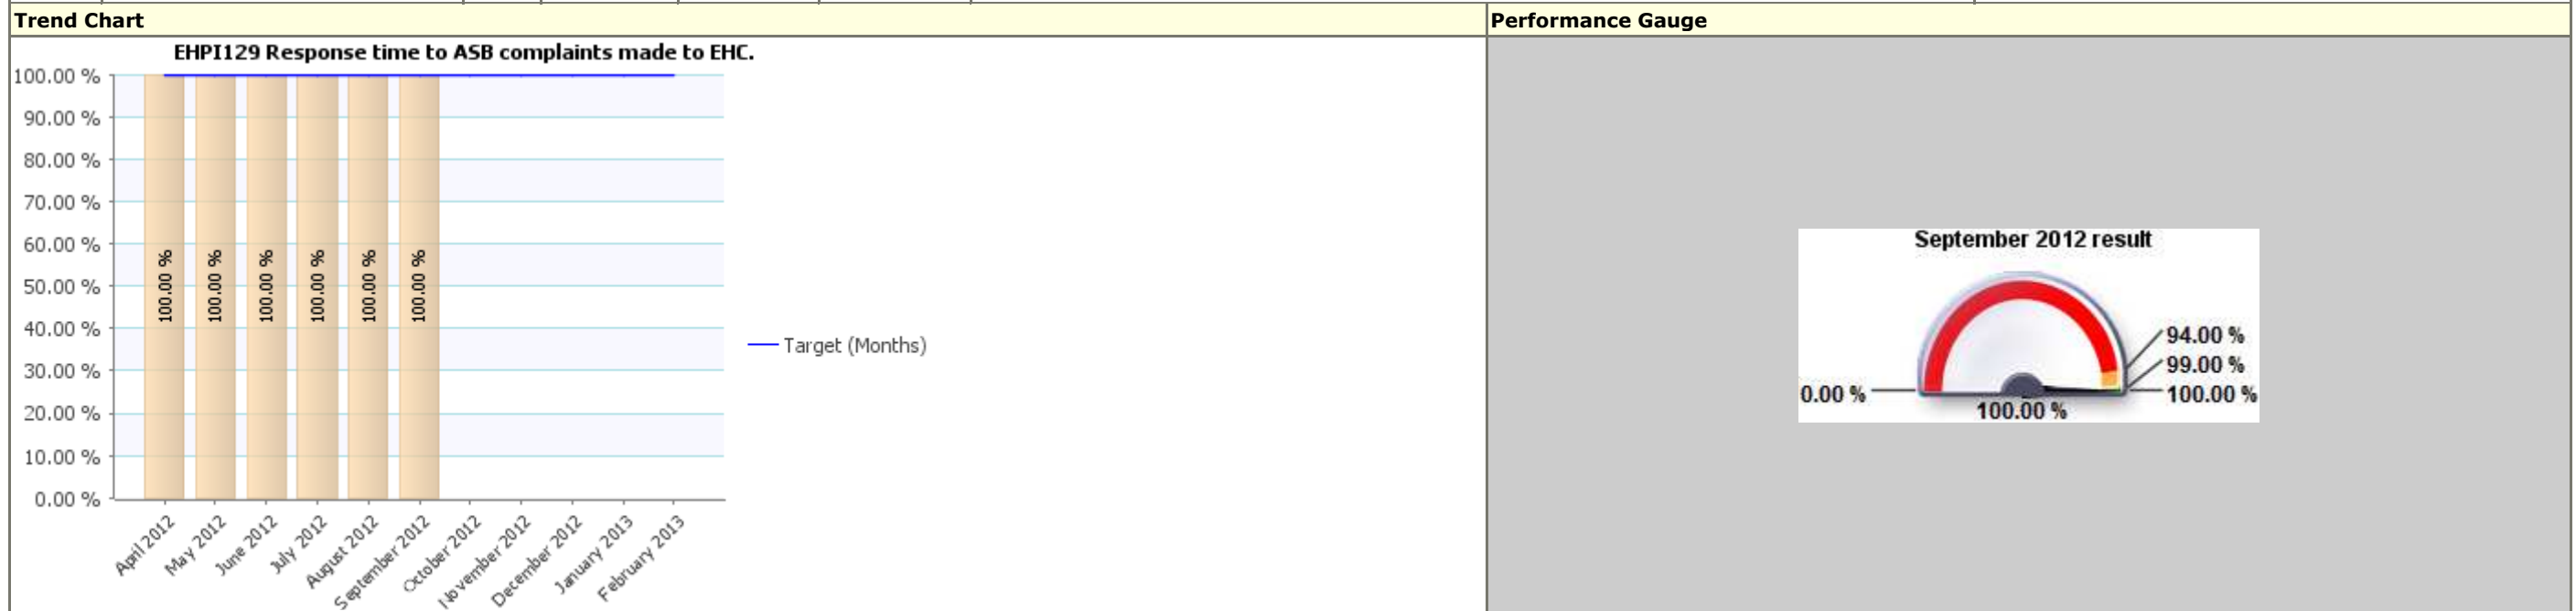 Trend Chart
Performance Gauge
EHPI129 Response time to ASB complaints made to EHC.
100.00 %
90.00 %
80.00 %
70.00 %
60.00 %
50.00 %
40.00 %
30.00 %
20.00 %
10.00 %
0.00 %
100.00 %
100.00 %
100.00 %
100.00 %
100.00 %
100.00 %
April 2012
May 2012
June 2012
July 2012
August 2012
September 2012
October 2012
November 2012
December 2012
January 2013
February 2013
Target (Months)
September 2012 result
94.00 %
99.00 %
0.00 %
100.00 %
100.00 %